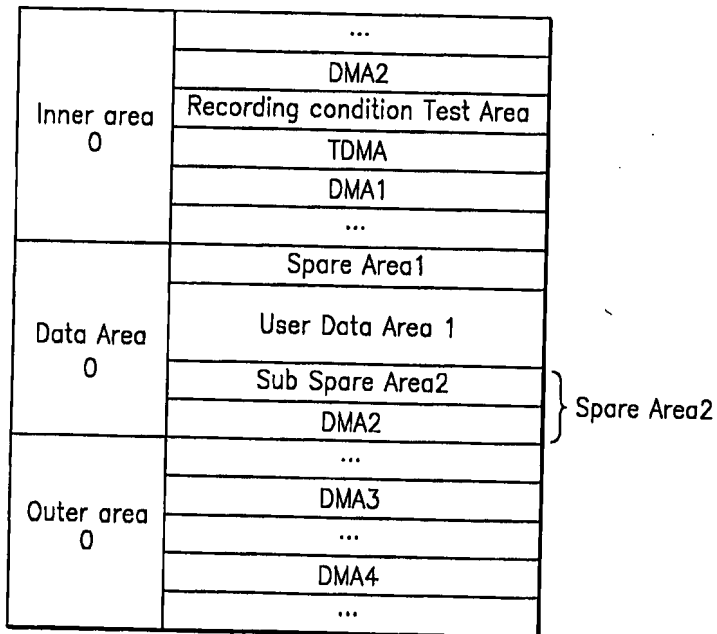 ...
DMA2
Inner area
0
Recording condition Test Area
TDMA
DMA1
...
Spare Area1
Data Area
0
User Data Area 1
Sub Spare Area2
DMA2
Spare Area2
...
Outer area
0
DMA3
...
DMA4
...